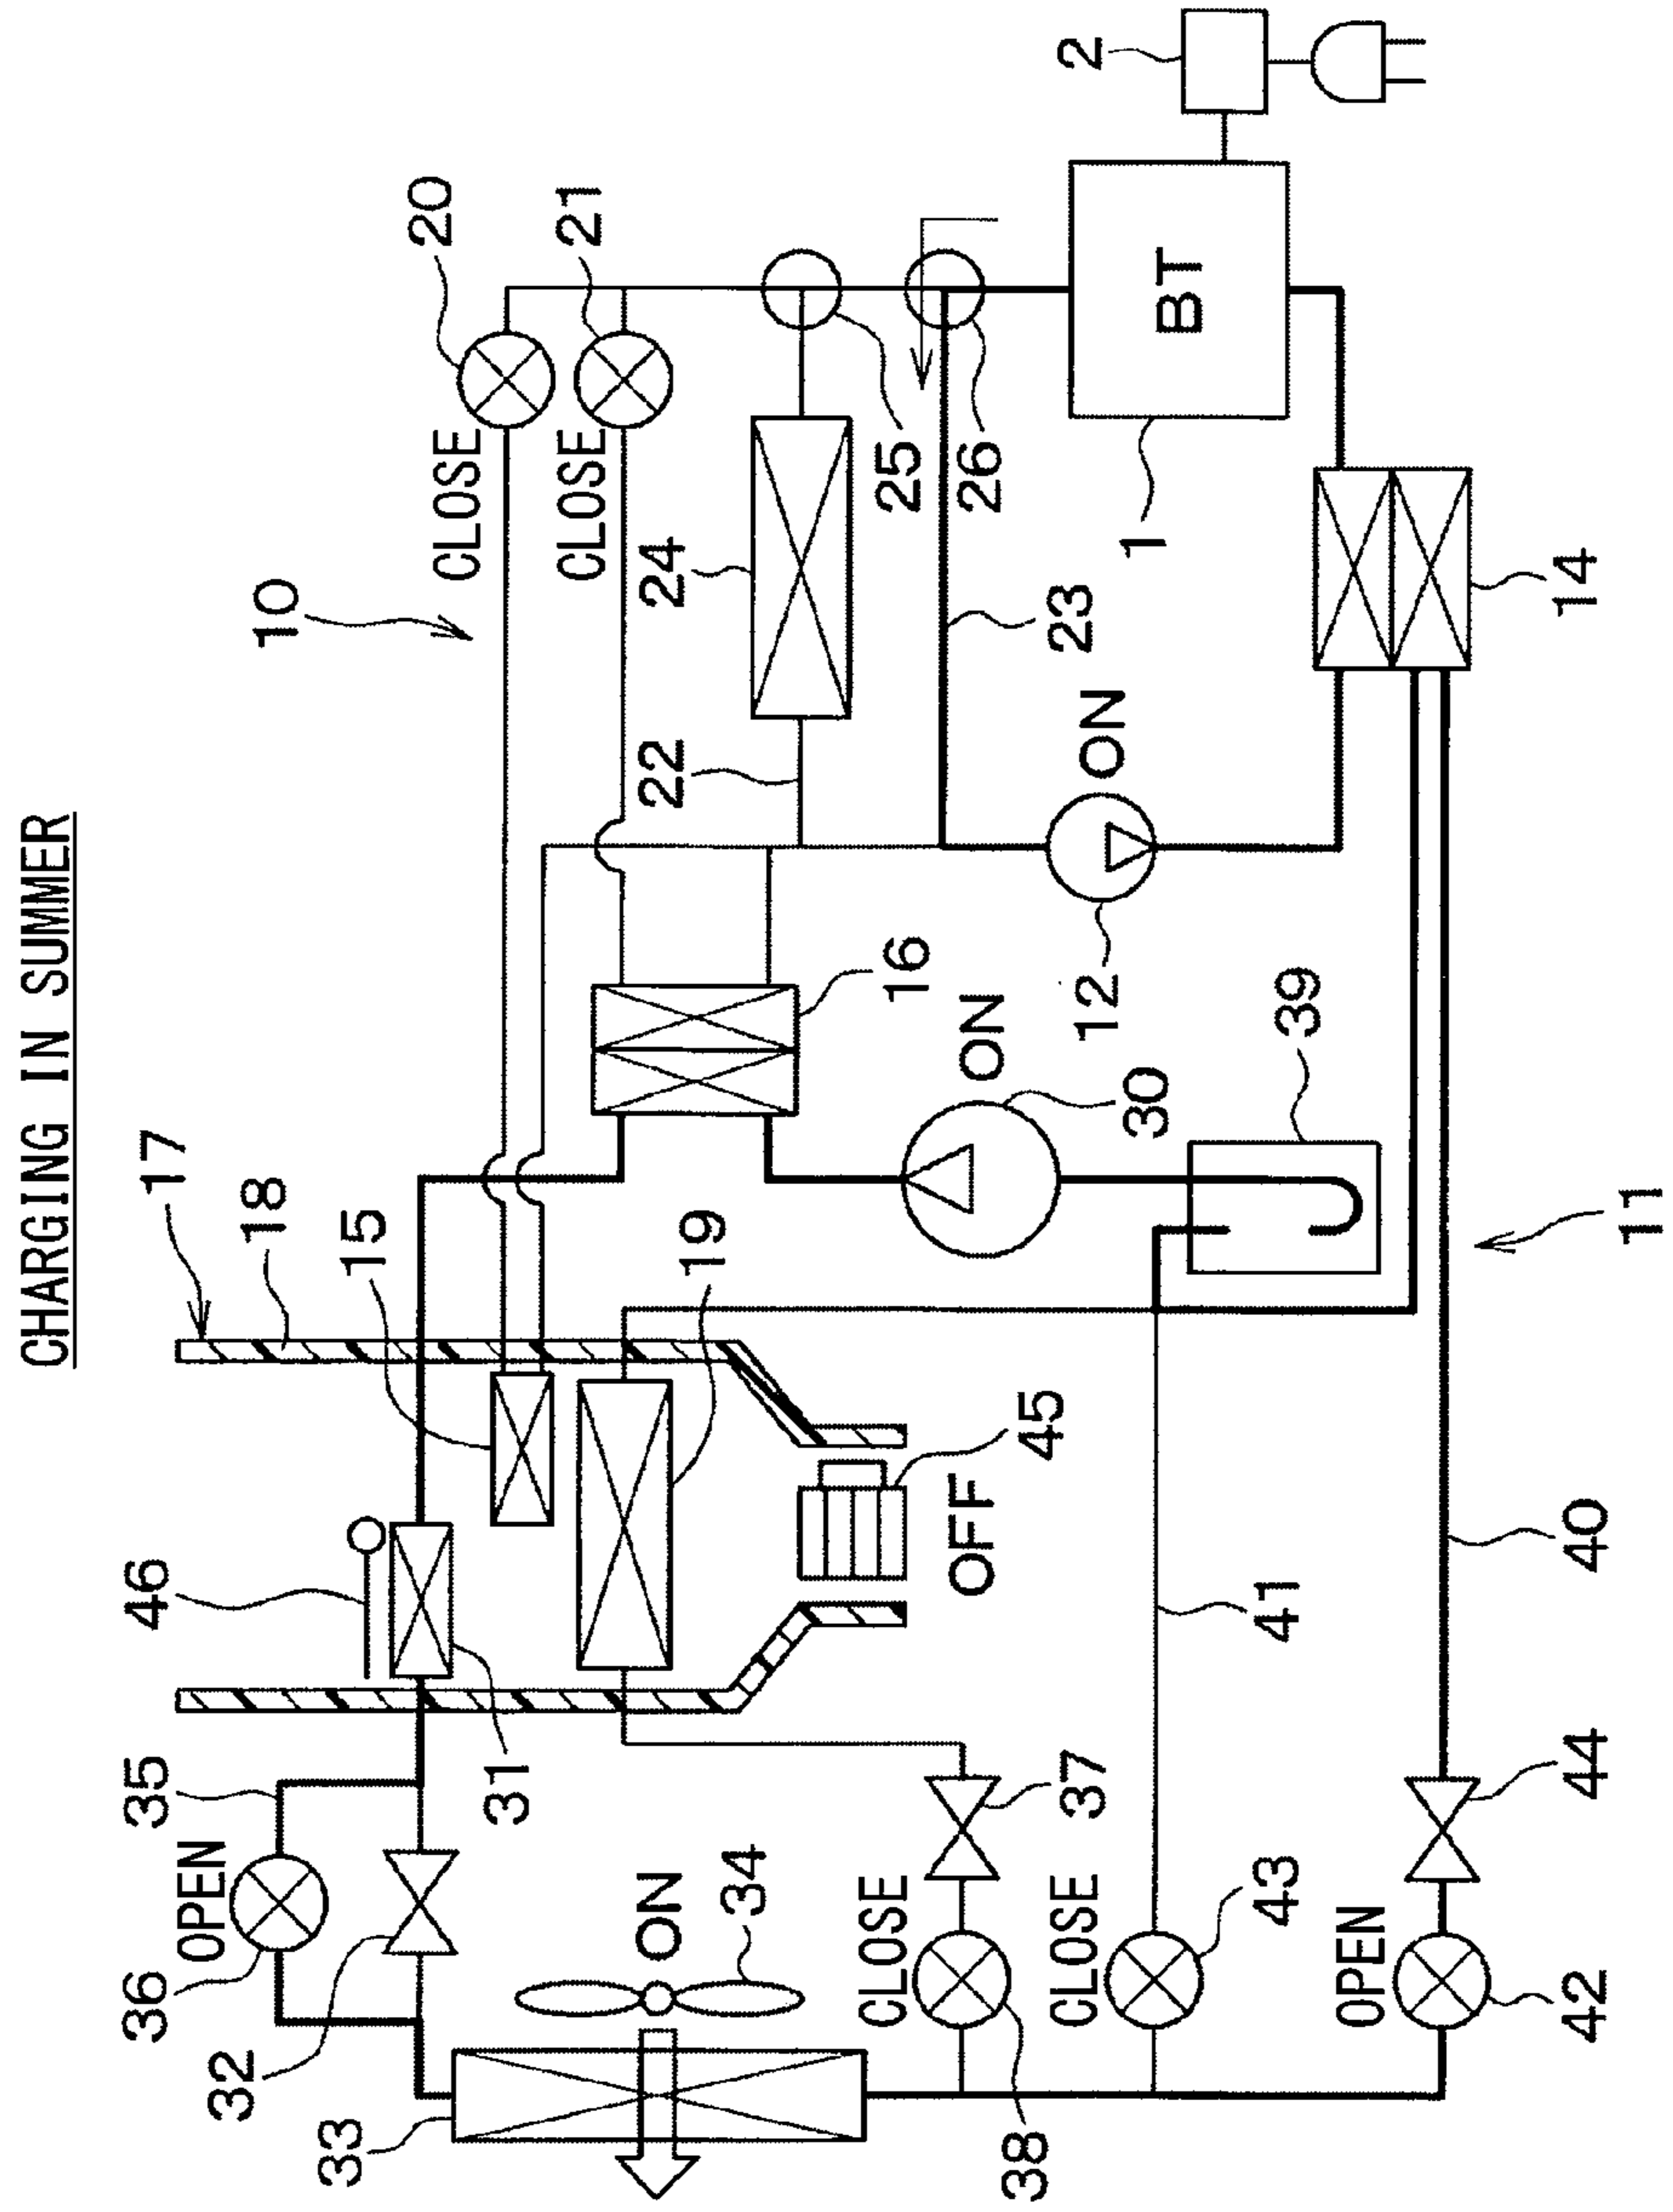 CHARGING IN SUMMER
36
35
46
17
OPEN
32
18
10
33
15
20
CLOSE
31
CLOSE
21
ON
22
24
19
34
CLOSE
16
25
OFF
ON
26
38
45
23
CLOSE
37
12
ON
2
30
1
BT
43
41
39
OPEN
42
44
40
14
11